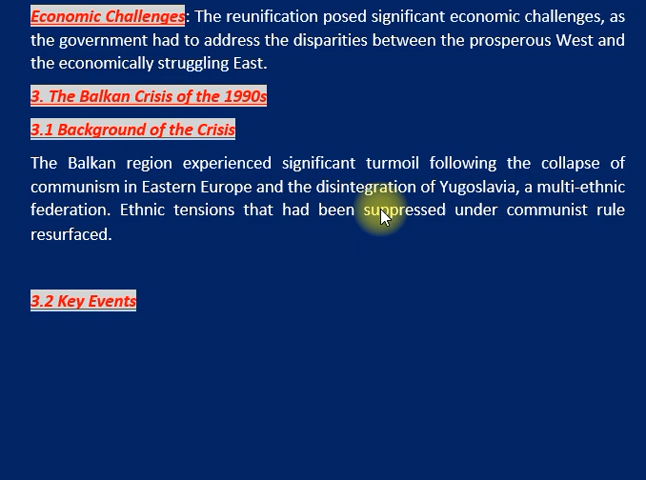 Economic Challenges: The reunification posed significant economic challenges, as
the government had to address the disparities between the prosperous West and
the economically struggling East.
3. The Balkan Crisis of the 1990s
3.1 Background of the Crisis
The Balkan region experienced significant turmoil following the collapse of
communism in Eastern Europe and the disintegration of Yugoslavia, a multi-ethnic
federation. Ethnic tensions that had been suppressed under communist rule
resurfaced.
3.2 Key Events